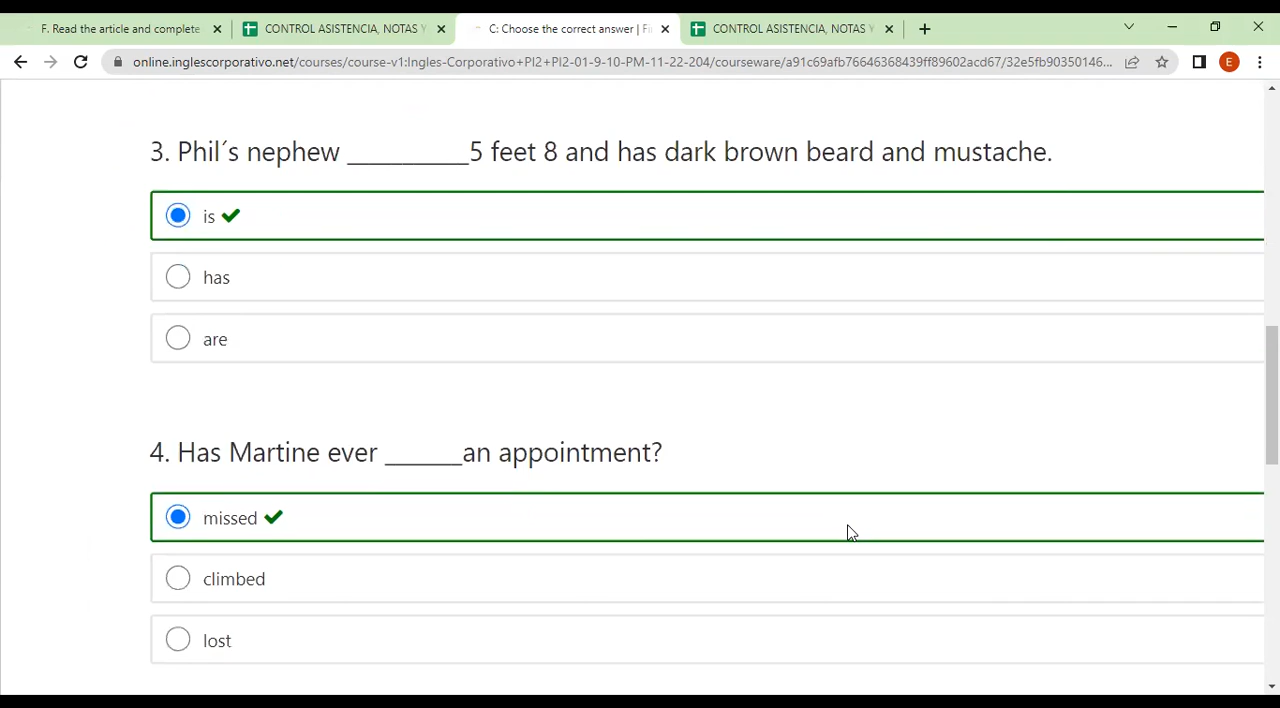 F. Read the article and complete
CONTROL ASISTENCIA, NOTAS Y
C: Choose the correct answer | Fi
CONTROL ASISTENCIA, NOTAS Y
online.inglescorporativo.net/courses/course-v1:Ingles-Corporativo+PI2+PI2-01-9-10-PM-11-22-204/courseware/a91c69afb76646368439ff89602acd67/32e5fb90350146...
E
3. Phil´s nephew __________5 feet 8 and has dark brown beard and mustache.
is
has
are
4. Has Martine ever ______an appointment?
missed
climbed
lost